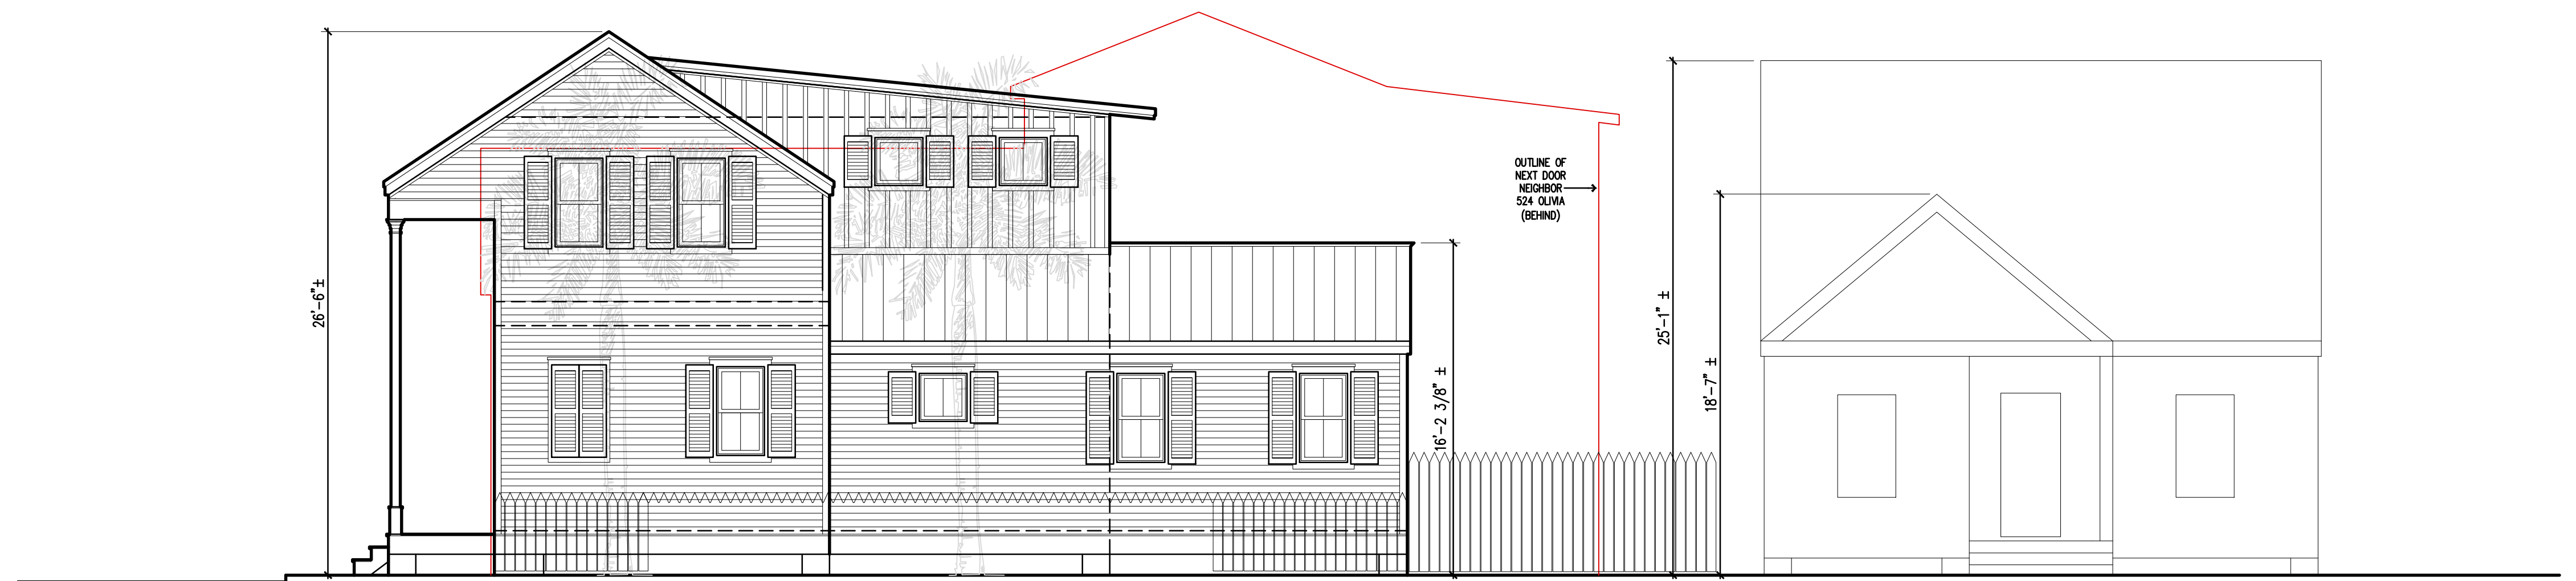 26'-6"±
OUTLINE OF
NEXT DOOR
NEIGHBOR
524 OLIVIA
(BEHIND)
16'-2 3/8" ±
25'-1" ±
18'-7" ±